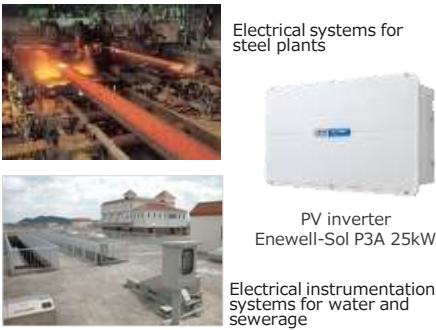 Electrical systems for
steel plants
PV inverter
Enewell-Sol P3A 25kW
Electrical instrumentation
systems for water and
sewerage